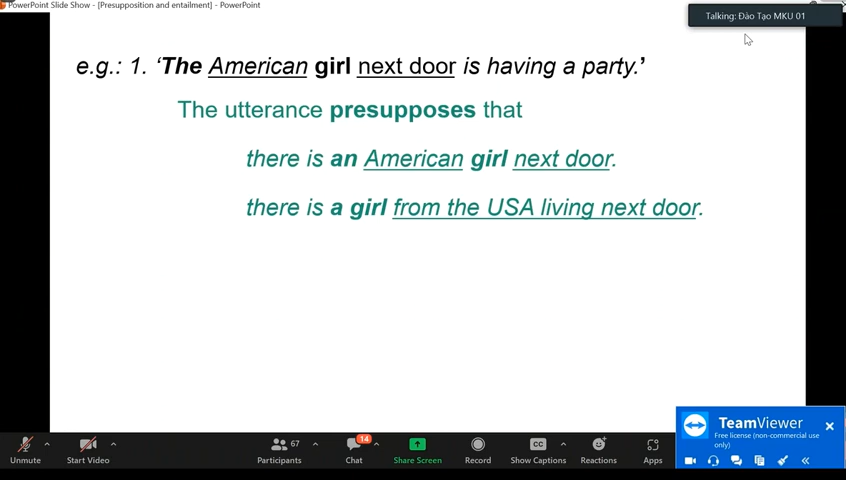 PowerPoint Slide Show - [Presupposition and entailment] - PowerPoint
Talking: Đào Tạo MKU 01
e.g.: 1. ‘The American girl next door is having a party.’
The utterance presupposes that
there is an American girl next door.
there is a girl from the USA living next door.
TeamViewer
Free license (non-commercial use
only)
67
14
CC
Unmute
Start Video
Participants
Chat
Share Screen
Record
Show Captions
Reactions
Apps